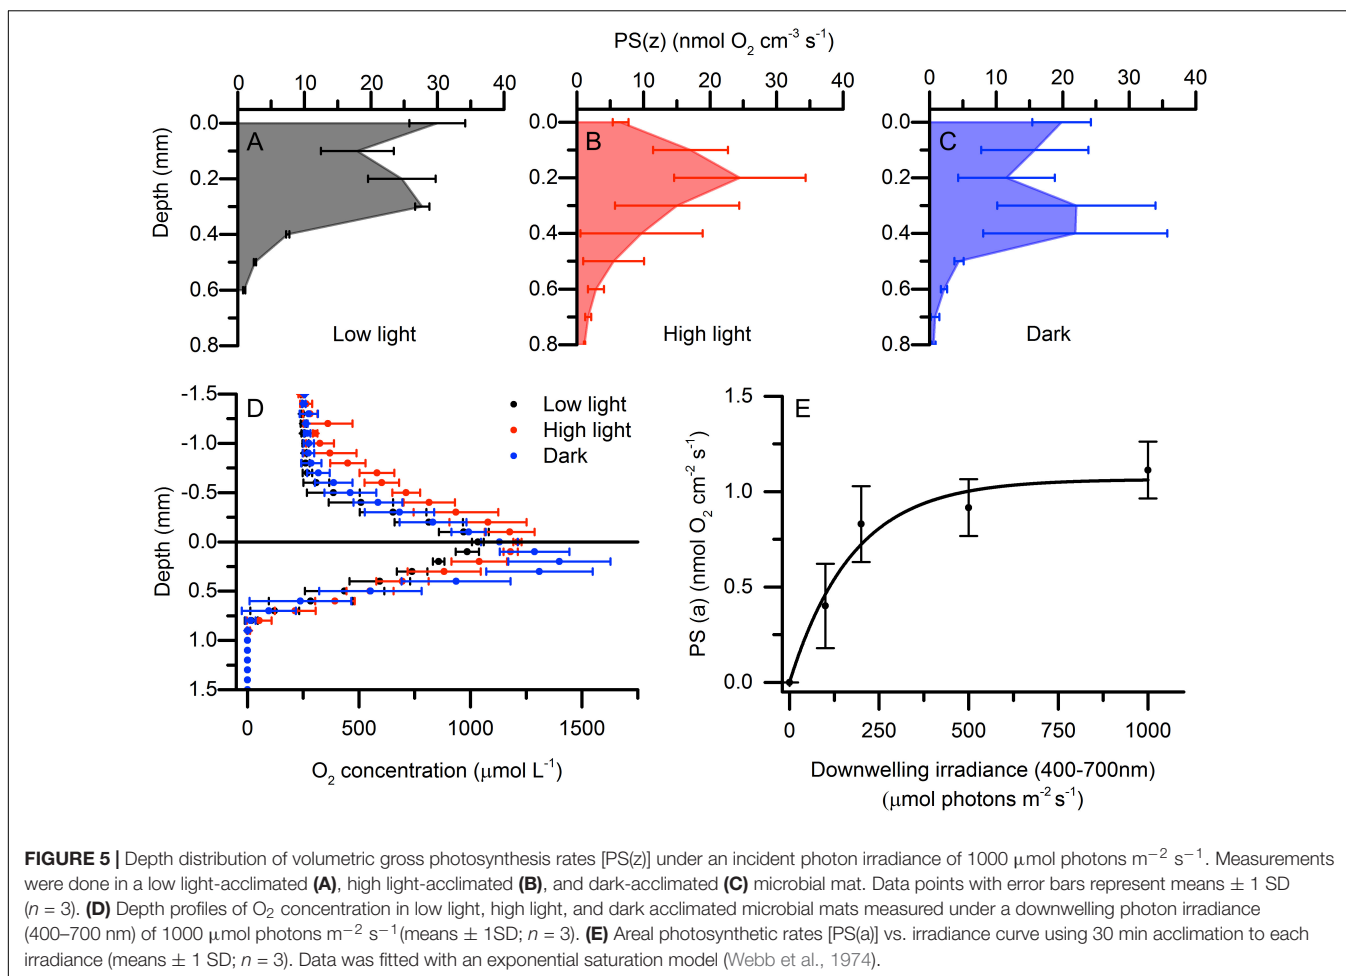 PS(z) (nmol O2 cm-3 s-1)
0 10 20 30 40
0 10 20 30 40
0 10 20 30 40
Depth (mm)
0.0
0.2
0.4
0.6
0.8
A
Low light
0.0
0.2
0.4
0.6
0.8
B
High light
0.0
0.2
0.4
0.6
0.8
C
Dark
Depth (mm)
-1.5
-1.0
-0.5
0.0
0.5
1.0
1.5
D
Low light
High light
Dark
0 500 1000 1500
O2 concentration (μmol L-1)
PS (a) (nmol O2 cm-2 s-1)
1.5
1.0
0.5
0.0
E
0 250 500 750 1000
Downwelling irradiance (400-700nm)
(μmol photons m-2 s-1)
FIGURE 5 | Depth distribution of volumetric gross photosynthesis rates [PS(z)] under an incident photon irradiance of 1000 μmol photons m−2 s−1. Measurements
were done in a low light-acclimated (A), high light-acclimated (B), and dark-acclimated (C) microbial mat. Data points with error bars represent means ± 1 SD
(n = 3). (D) Depth profiles of O2 concentration in low light, high light, and dark acclimated microbial mats measured under a downwelling photon irradiance
(400–700 nm) of 1000 μmol photons m−2 s−1(means ± 1SD; n = 3). (E) Areal photosynthetic rates [PS(a)] vs. irradiance curve using 30 min acclimation to each
irradiance (means ± 1 SD; n = 3). Data was fitted with an exponential saturation model (Webb et al., 1974).